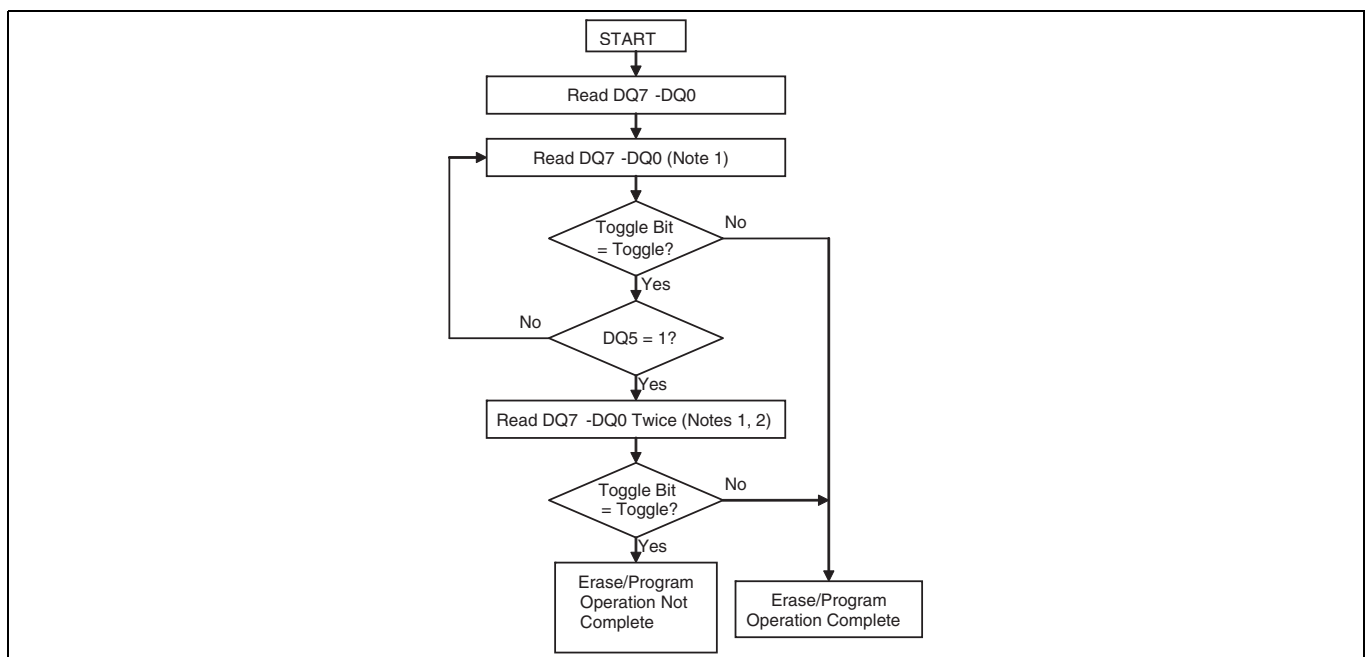 START
Read DQ7 -DQ0
Read DQ7 -DQ0 (Note 1)
Toggle Bit
= Toggle?
No
Yes
DQ5 = 1?
No
Yes
Read DQ7 -DQ0 Twice (Notes 1, 2)
Toggle Bit
= Toggle?
No
Yes
Erase/Program
Operation Not
Complete
Erase/Program
Operation Complete